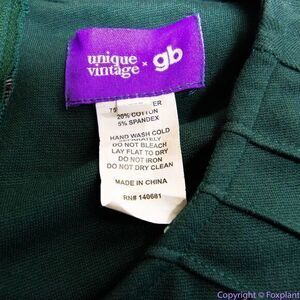 unique
vintage × gb
20% COTTON
5% SPANDEX
HAND WASH COLD
DO NOT BLEACH
LAY FLAT TO DRY
DO NOT IRON
DO NOT DRY CLEAN
MADE IN CHINA
RN# 140681
Copyright © Foxplant